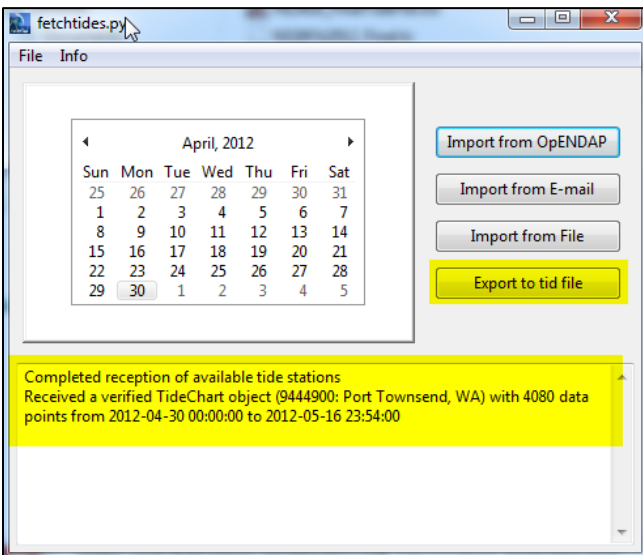 fetchtides.py
File Info
April, 2012
Sun Mon Tue Wed Thu Fri Sat
25 26 27 28 29 30 31
1 2 3 4 5 6 7
8 9 10 11 12 13 14
15 16 17 18 19 20 21
22 23 24 25 26 27 28
29 30 1 2 3 4 5
Import from OpENDAP
Import from E-mail
Import from File
Export to tid file
Completed reception of available tide stations
Received a verified TideChart object (9444900: Port Townsend, WA) with 4080 data
points from 2012-04-30 00:00:00 to 2012-05-16 23:54:00